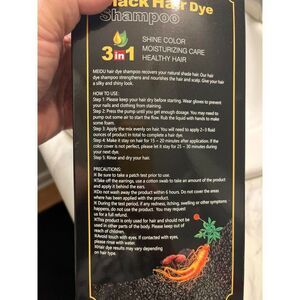 Black Hair Dye
Shampoo
3 in 1
SHINE COLOR
MOISTURIZING CARE
HEALTHY HAIR
MEIDU hair dye shampoo recovers your natural shade hair. Our hair
dye shampoo strengthens and nourishes the hair and scalp. Give your hair
a silky and shiny look.
HOW TO USE:
Step 1: Please keep your hair dry before starting. Wear gloves to prevent
your nails and clothing from staining.
Step 2: Press the pump until you get enough dosage. You may need to
pump out some air to start the flow. Rub the liquid with hands to make
some foam.
Step 3: Apply the mix evenly on hair. You will need to apply 2~3 fluid
ounces of product in total to complete a hair dye.
Step 4: Make it stay on hair for 15 - 20 minutes after application. If the
color cover is not perfect, please let it stay for 25 - 30 minutes during
your next dye.
Step 5: Rinse and dry your hair.
PRECAUTIONS:
※ Be sure to take a patch test prior to use.
※Take off the earrings, use a cotton swab to take an amount of the product
and apply it behind the ears.
※Do not wash away the product within 6 hours. Do not cover the areas
where has been applied with the product.
※ During the test period, if any redness, itching, swelling or other symptoms
happens, do not use the product. You may request
us for a full refund.
※This product is only used for hair and should not be
used in other parts of the body. Please keep out of
reach of children.
※Avoid touch with eyes. If contacted with eyes,
please rinse with water.
※Hair dye results may vary depending
on hair type.